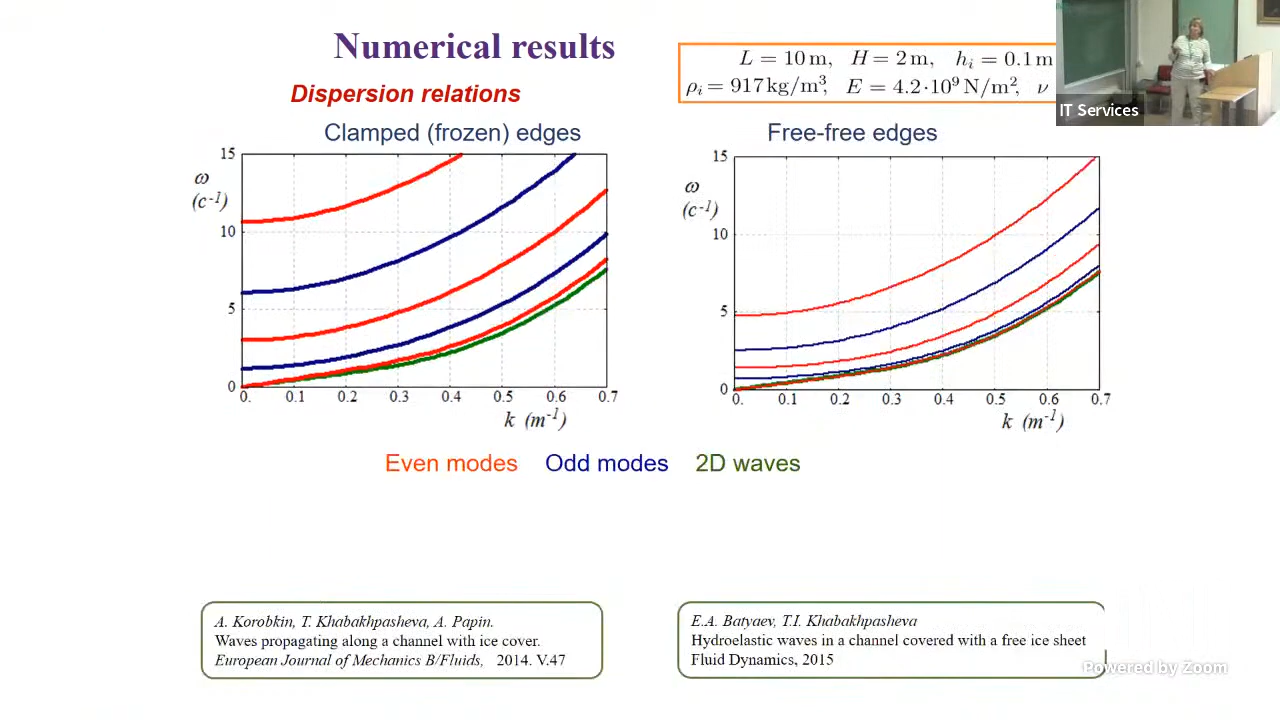 Numerical results
Dispersion relations
L = 10 m, H = 2 m, h_i = 0.1 m
ρ_i = 917 kg/m³, E = 4.2·10⁹ N/m², ν
IT Services
Clamped (frozen) edges
Free-free edges
15
ω
(c⁻¹)
10
5
0
0. 0.1 0.2 0.3 0.4 0.5 0.6 0.7
k (m⁻¹)
15
ω
(c⁻¹)
10
5
0
0. 0.1 0.2 0.3 0.4 0.5 0.6 0.7
k (m⁻¹)
Even modes Odd modes 2D waves
A. Korobkin, T. Khabakhpasheva, A. Papin.
Waves propagating along a channel with ice cover.
European Journal of Mechanics B/Fluids, 2014. V.47
E.A. Batyaev, T.I. Khabakhpasheva
Hydroelastic waves in a channel covered with a free ice sheet
Fluid Dynamics, 2015
Powered by Zoom